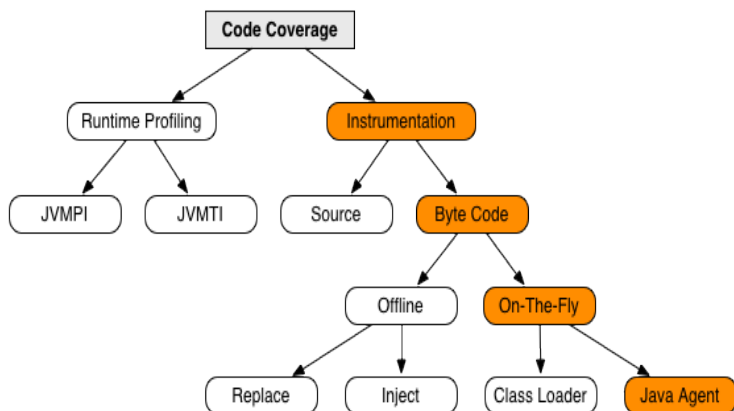 Code Coverage
Runtime Profiling
Instrumentation
JVMPI
JVMTI
Source
Byte Code
Offline
On-The-Fly
Replace
Inject
Class Loader
Java Agent